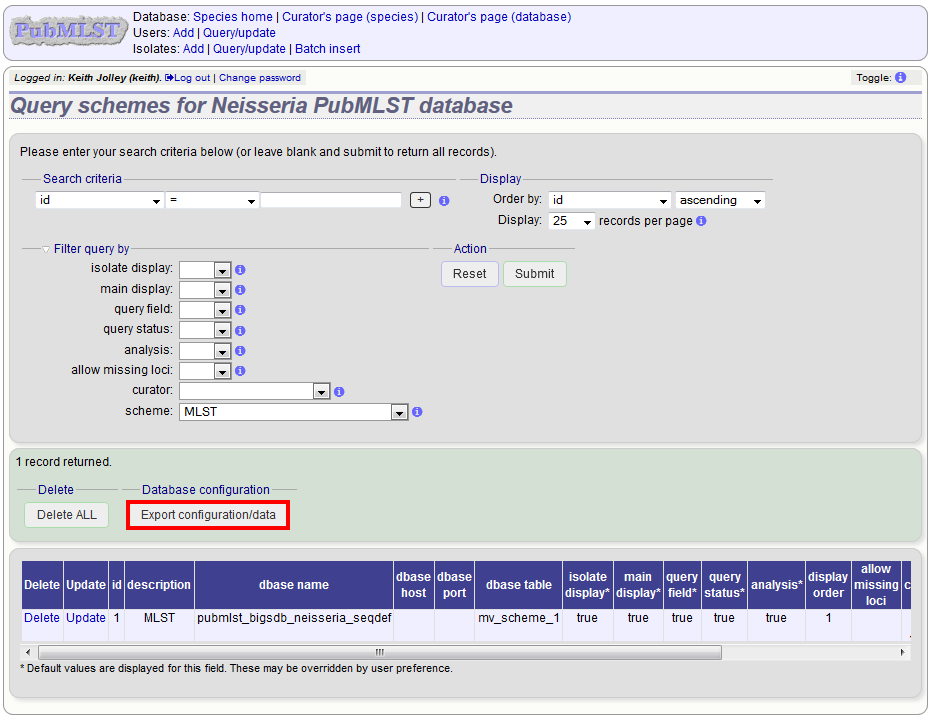 PubMLST
Database: Species home | Curator's page (species) | Curator's page (database)
Users: Add | Query/update
Isolates: Add | Query/update | Batch insert
Logged in: Keith Jolley (keith). Log out | Change password
Toggle: i
Query schemes for Neisseria PubMLST database
Please enter your search criteria below (or leave blank and submit to return all records).
Search criteria
id = + i
Display
Order by: id ascending
Display: 25 records per page i
Filter query by
isolate display: i
main display: i
query field: i
query status: i
analysis: i
allow missing loci: i
curator: i
scheme: MLST i
Action
Reset Submit
1 record returned.
Delete
Delete ALL
Database configuration
Export configuration/data
Delete Update id description dbase name dbase host dbase port dbase table isolate display* main display* query field* query status* analysis* display order allow missing loci c
Delete Update 1 MLST pubmlst_bigsdb_neisseria_seqdef mv_scheme_1 true true true true true 1
* Default values are displayed for this field. These may be overridden by user preference.